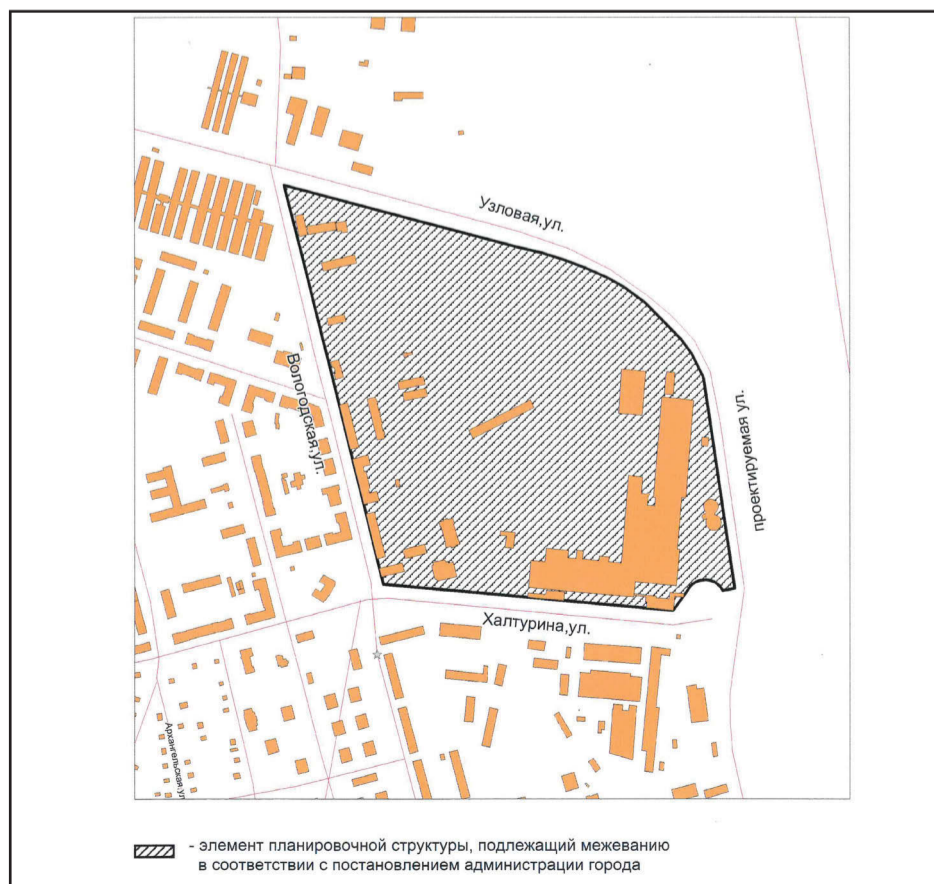 Узловая,ул.
Вологодская,ул.
проектируемая ул.
Халтурина,ул.
Архангельская,ул.
- элемент планировочной структуры, подлежащий межеванию
в соответствии с постановлением администрации города